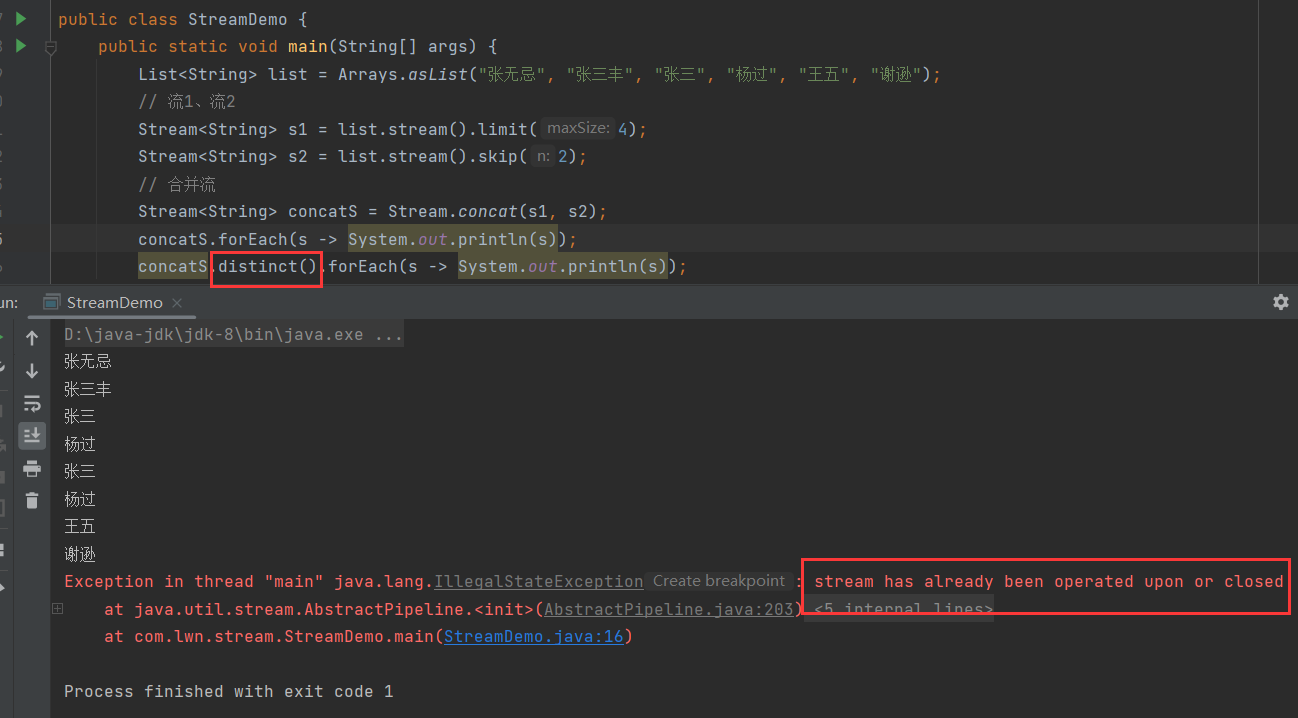 public class StreamDemo {
public static void main(String[] args) {
List<String> list = Arrays.asList("张无忌", "张三丰", "张三", "杨过", "王五", "谢逊");
// 流1、流2
Stream<String> s1 = list.stream().limit( maxSize: 4);
Stream<String> s2 = list.stream().skip( n: 2);
// 合并流
Stream<String> concatS = Stream.concat(s1, s2);
concatS.forEach(s -> System.out.println(s));
concatS.distinct().forEach(s -> System.out.println(s));
un: StreamDemo
D:\java-jdk\jdk-8\bin\java.exe ...
张无忌
张三丰
张三
杨过
张三
杨过
王五
谢逊
Exception in thread "main" java.lang.IllegalStateException Create breakpoint : stream has already been operated upon or closed
at java.util.stream.AbstractPipeline.<init>(AbstractPipeline.java:203) <5 internal lines>
at com.lwn.stream.StreamDemo.main(StreamDemo.java:16)
Process finished with exit code 1